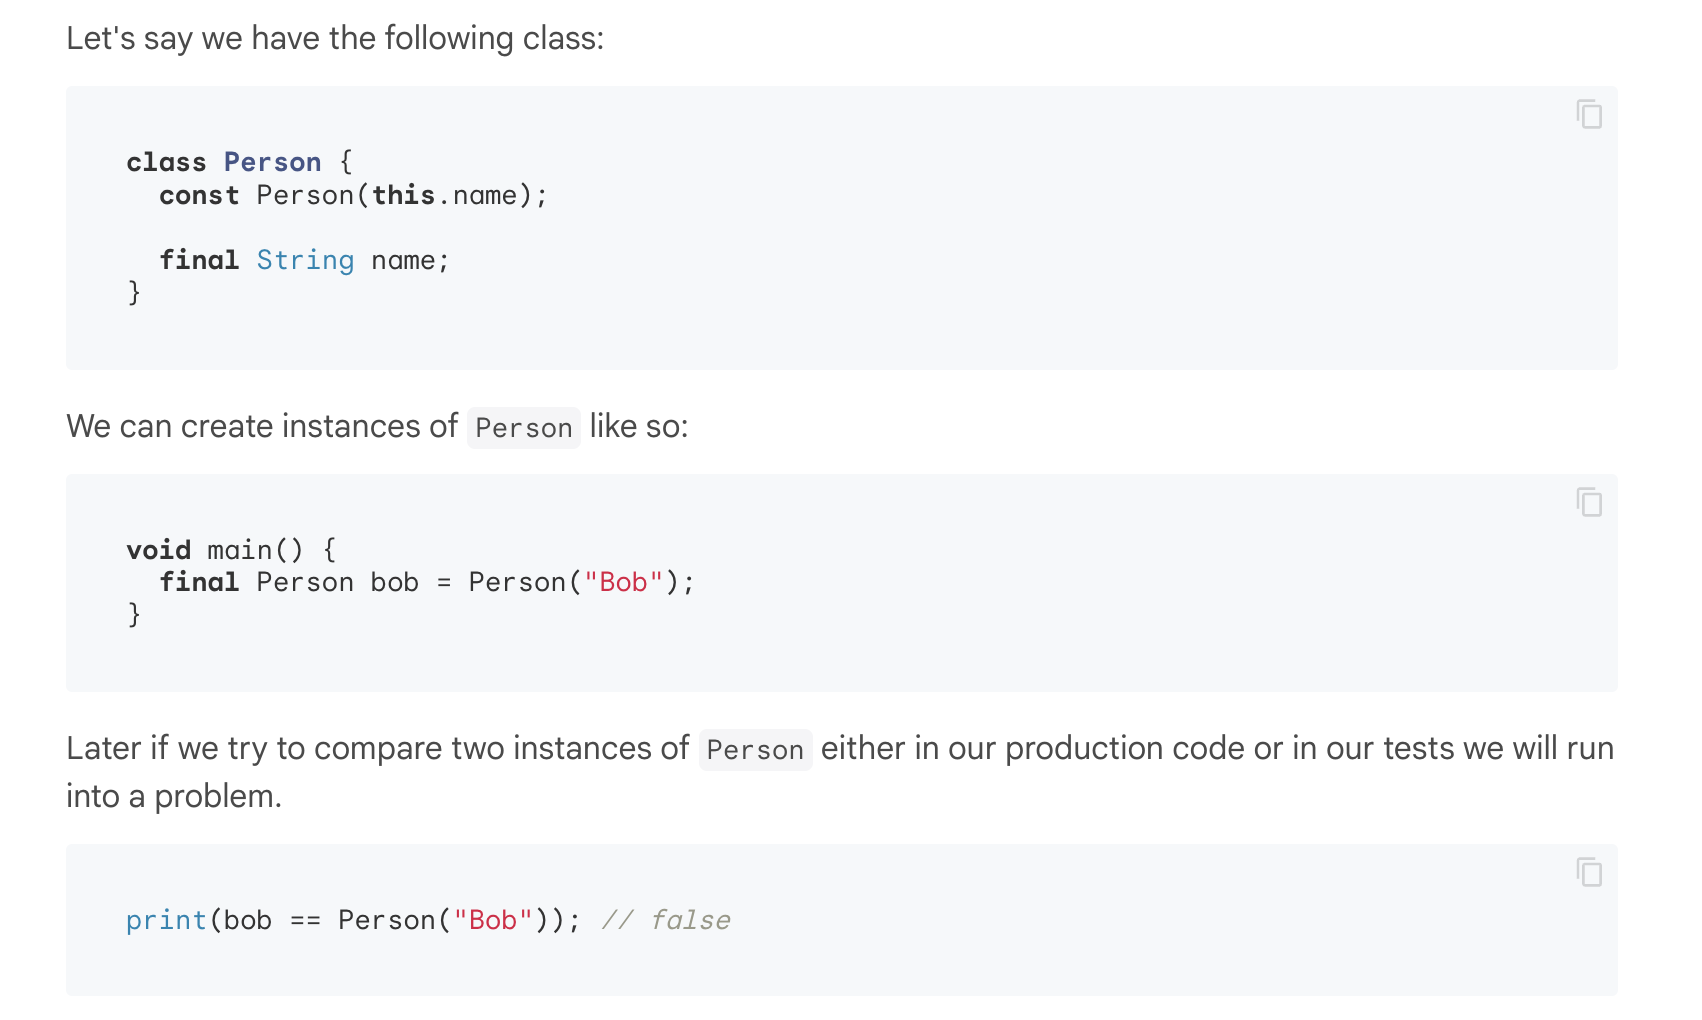 Let's say we have the following class:
class Person {
  const Person(this.name);
  final String name;
}
We can create instances of Person like so:
void main() {
  final Person bob = Person("Bob");
}
Later if we try to compare two instances of Person either in our production code or in our tests we will run
into a problem.
print(bob == Person("Bob")); // false